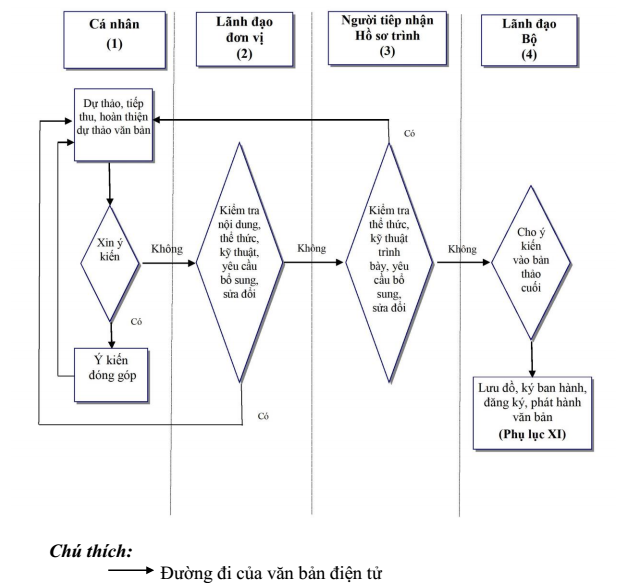 Cá nhân
(1)
Lãnh đạo
đơn vị
(2)
Người tiếp nhận
Hồ sơ trình
(3)
Lãnh đạo
Bộ
(4)
Dự thảo, tiếp
thu, hoàn thiện
dự thảo văn bản
Có
Xin ý
kiến
Không
Kiểm tra
nội dung,
thể thức,
kỹ thuật,
yêu cầu
bổ sung,
sửa đổi
Không
Kiểm tra
thể thức,
kỹ thuật
trình
bày, yêu
cầu bổ
sung,
sửa đổi
Không
Cho ý
kiến
vào bản
thảo
cuối
Có
Ý kiến
đóng góp
Có
Lưu đồ, ký ban hành,
đăng ký, phát hành
văn bản
(Phụ lục XI)
Chú thích:
Đường đi của văn bản điện tử